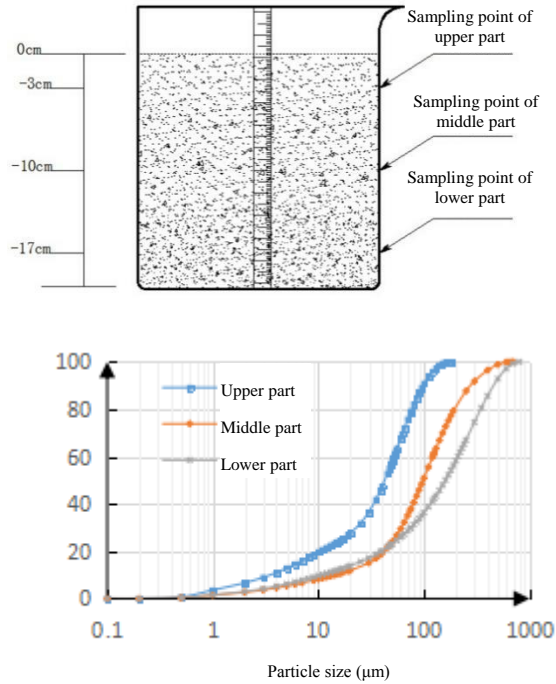 Sampling point of
upper part
0cm
-3cm
Sampling point of
middle part
-10cm
Sampling point of
lower part
-17cm
100
80
60
40
20
0
Upper part
Middle part
Lower part
0.1
1
10
100
1000
Particle size (μm)